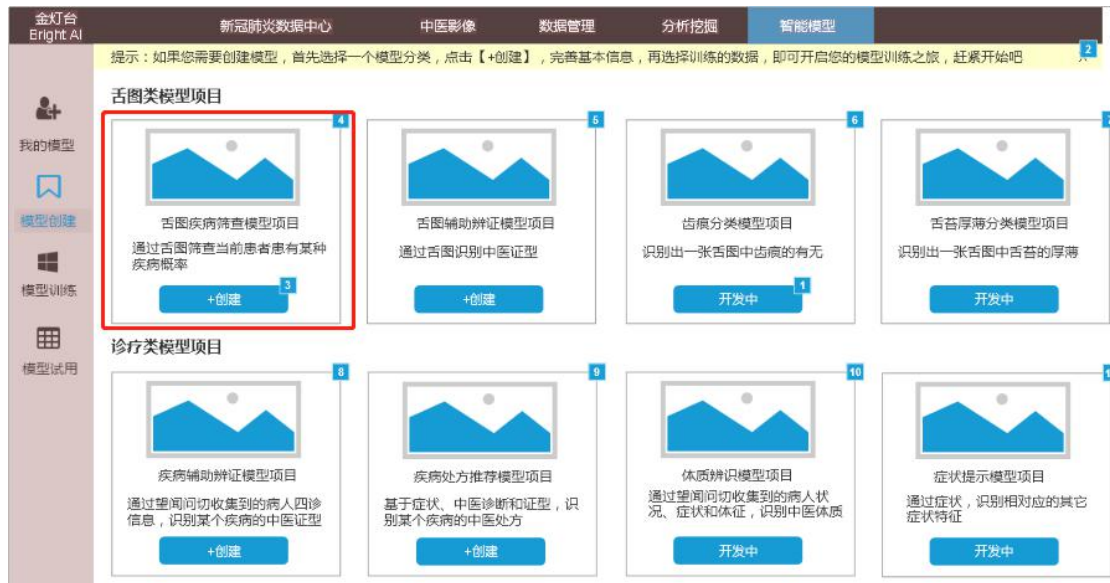 金灯台
Bright AI
新冠肺炎数据中心
中医影像
数据管理
分析挖掘
智能模型
提示：如果您需要创建模型，首先选择一个模型分类，点击【+创建】，完善基本信息，再选择训练的数据，即可开启您的模型训练之旅，赶紧开始吧
2
我的模型
模型创建
模型训练
模型试用
舌图类模型项目
4
舌图疾病筛查模型项目
通过舌图筛查当前患者患有某种
疾病概率
3
+创建
5
舌图辅助辨证模型项目
通过舌图识别中医证型
+创建
6
齿痕分类模型项目
识别出一张舌图中齿痕的有无
1
开发中
舌苔厚薄分类模型项目
识别出一张舌图中舌苔的厚薄
开发中
诊疗类模型项目
8
疾病辅助辨证模型项目
通过望闻问切收集到的病人四诊
信息，识别某个疾病的中医证型
+创建
9
疾病处方推荐模型项目
基于症状、中医诊断和证型，识
别某个疾病的中医处方
+创建
10
体质辨识模型项目
通过望闻问切收集到的病人状
况、症状和体征，识别中医体质
开发中
症状提示模型项目
通过症状，识别相对应的其它
症状特征
开发中